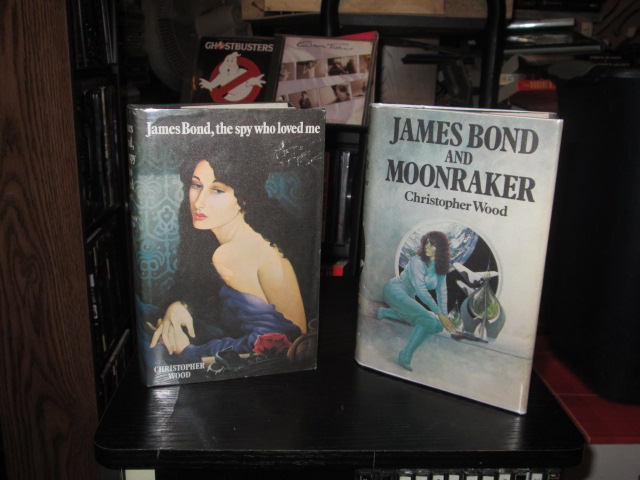 GHOSTBUSTERS
James Bond, the spy who loved me
CHRISTOPHER
WOOD
JAMES BOND
AND
MOONRAKER
Christopher Wood